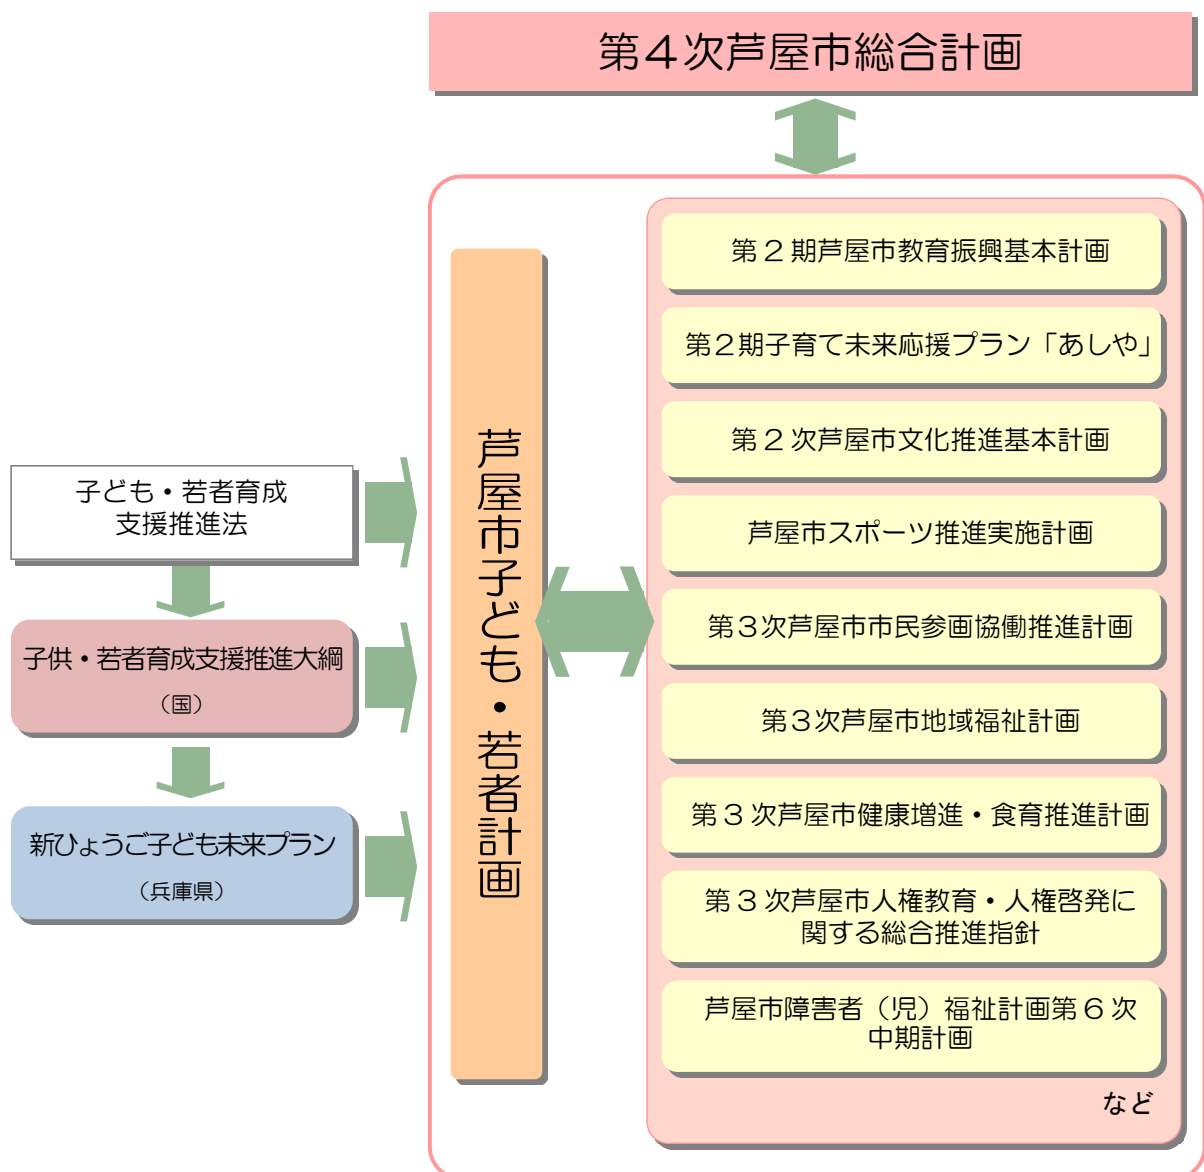 第４次芦屋市総合計画
子ども・若者育成
支援推進法
子供・若者育成支援推進大綱
（国）
新ひょうご子ども未来プラン
（兵庫県）
芦屋市子ども・若者計画
第２期芦屋市教育振興基本計画
第２期子育て未来応援プラン「あしや」
第２次芦屋市文化推進基本計画
芦屋市スポーツ推進実施計画
第３次芦屋市市民参画協働推進計画
第３次芦屋市地域福祉計画
第３次芦屋市健康増進・食育推進計画
第３次芦屋市人権教育・人権啓発に
関する総合推進指針
芦屋市障害者（児）福祉計画第６次
中期計画
など